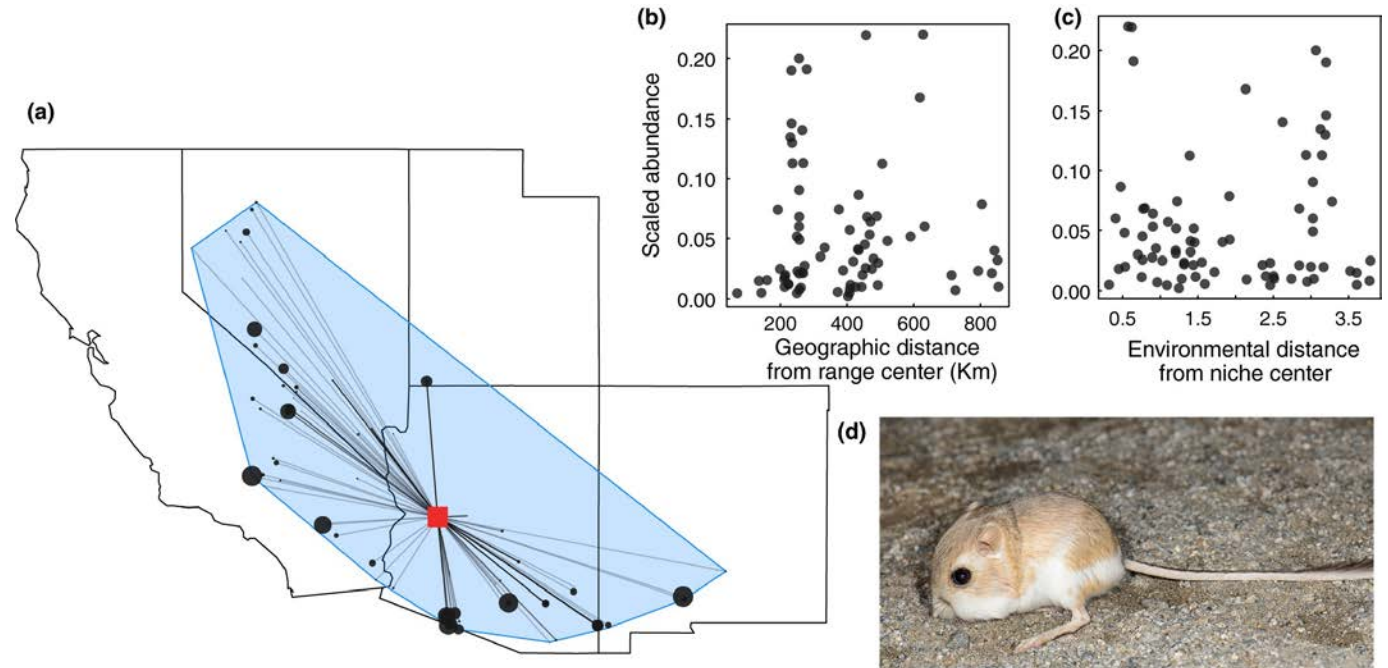 (a)
(b)
Scaled abundance
0.20
0.15
0.10
0.05
0.00
200 400 600 800
Geographic distance
from range center (Km)
(c)
0.20
0.15
0.10
0.05
0.00
0.5 1.5 2.5 3.5
Environmental distance
from niche center
(d)